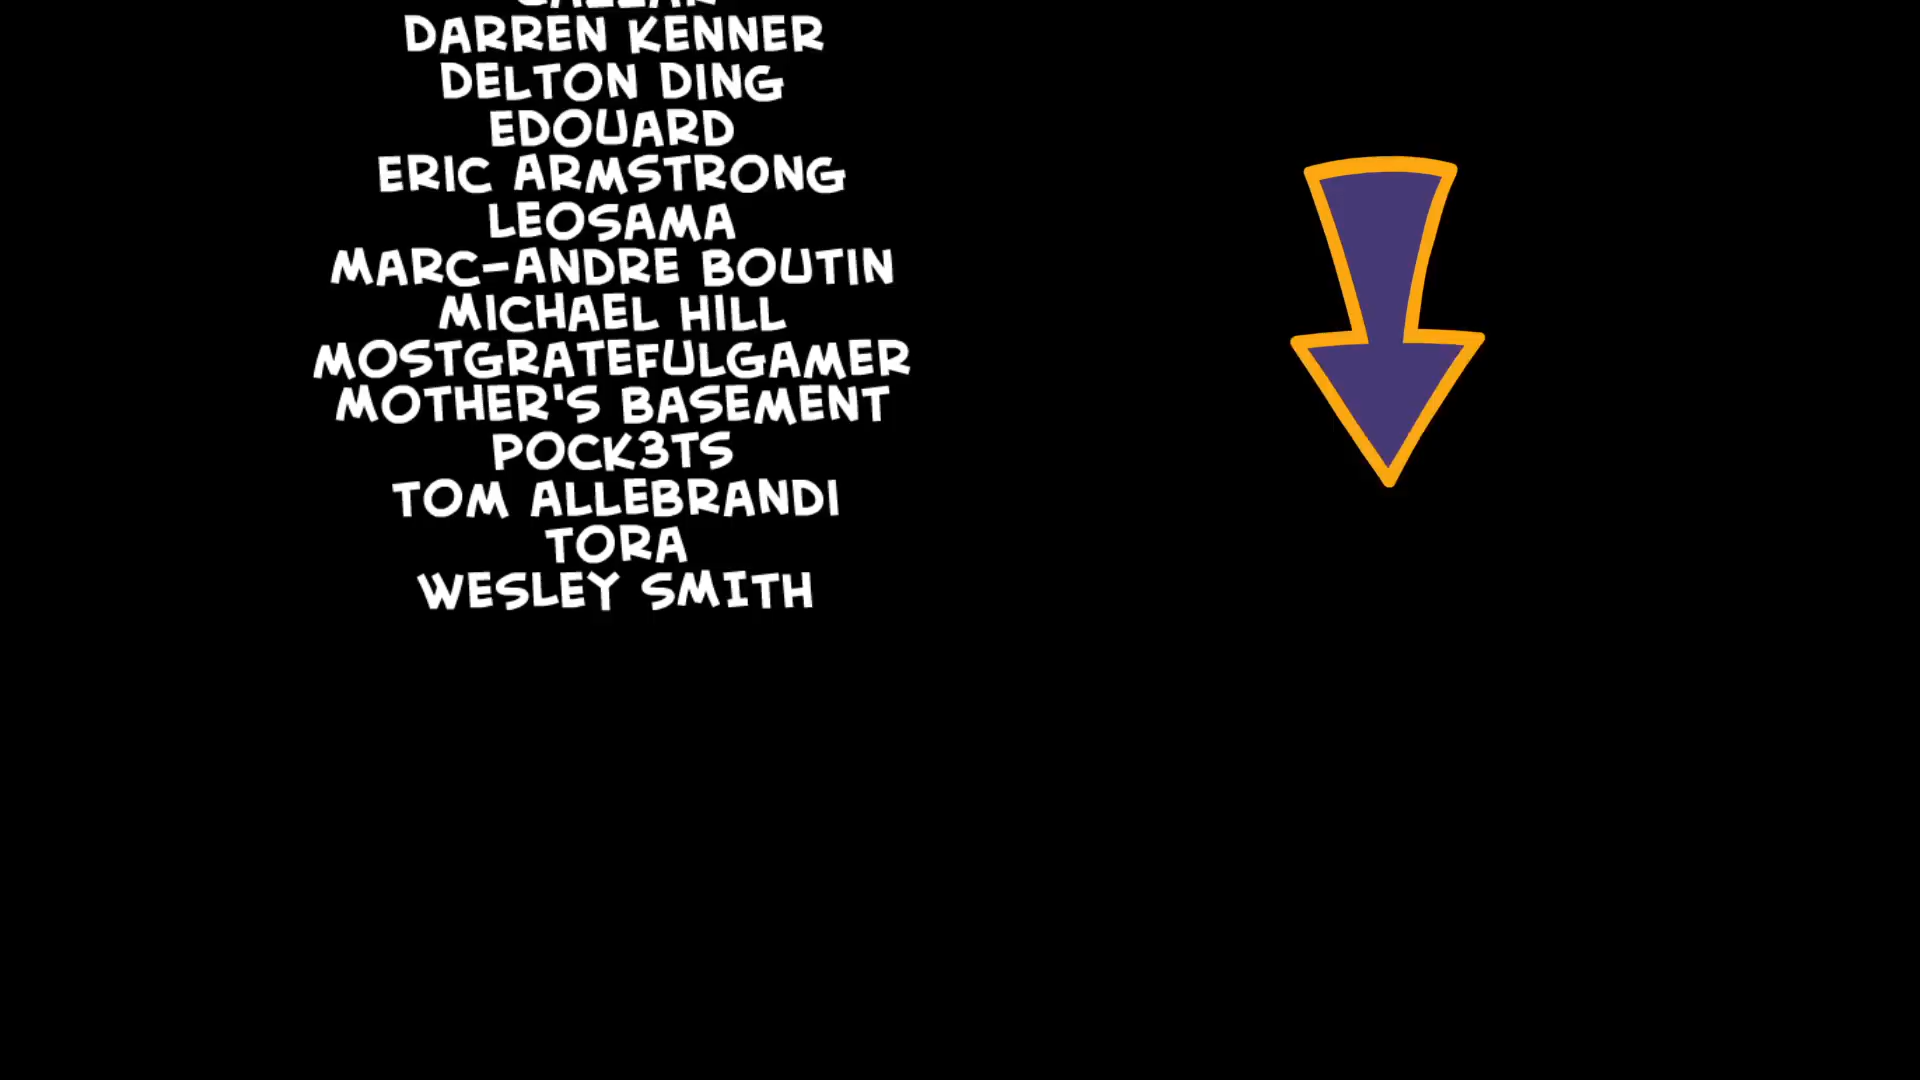 DARREN KENNER
DELTON DING
EDOUARD
ERIC ARMSTRONG
LEOSAMA
MARC-ANDRE BOUTIN
MICHAEL HILL
MOSTGRATEFULGAMER
MOTHER'S BASEMENT
POCK3TS
TOM ALLEBRANDI
TORA
WESLEY SMITH